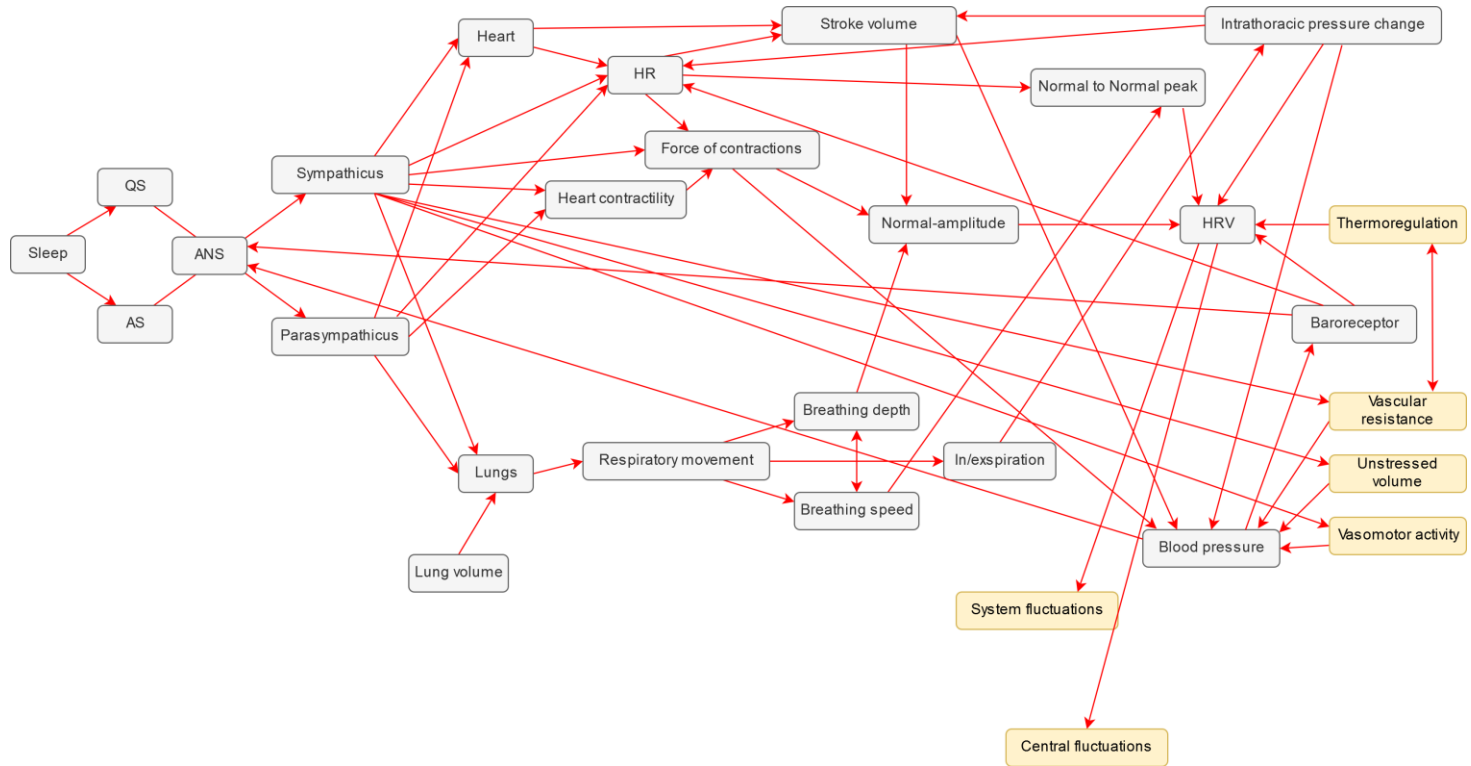 Heart
Stroke volume
Intrathoracic pressure change
HR
Normal to Normal peak
Force of contractions
Sympathicus
QS
Heart contractility
Normal-amplitude
HRV
Thermoregulation
Sleep
ANS
AS
Parasympathicus
Baroreceptor
Breathing depth
Vascular
resistance
Lungs
Respiratory movement
In/exspiration
Unstressed
volume
Breathing speed
Vasomotor activity
Blood pressure
Lung volume
System fluctuations
Central fluctuations